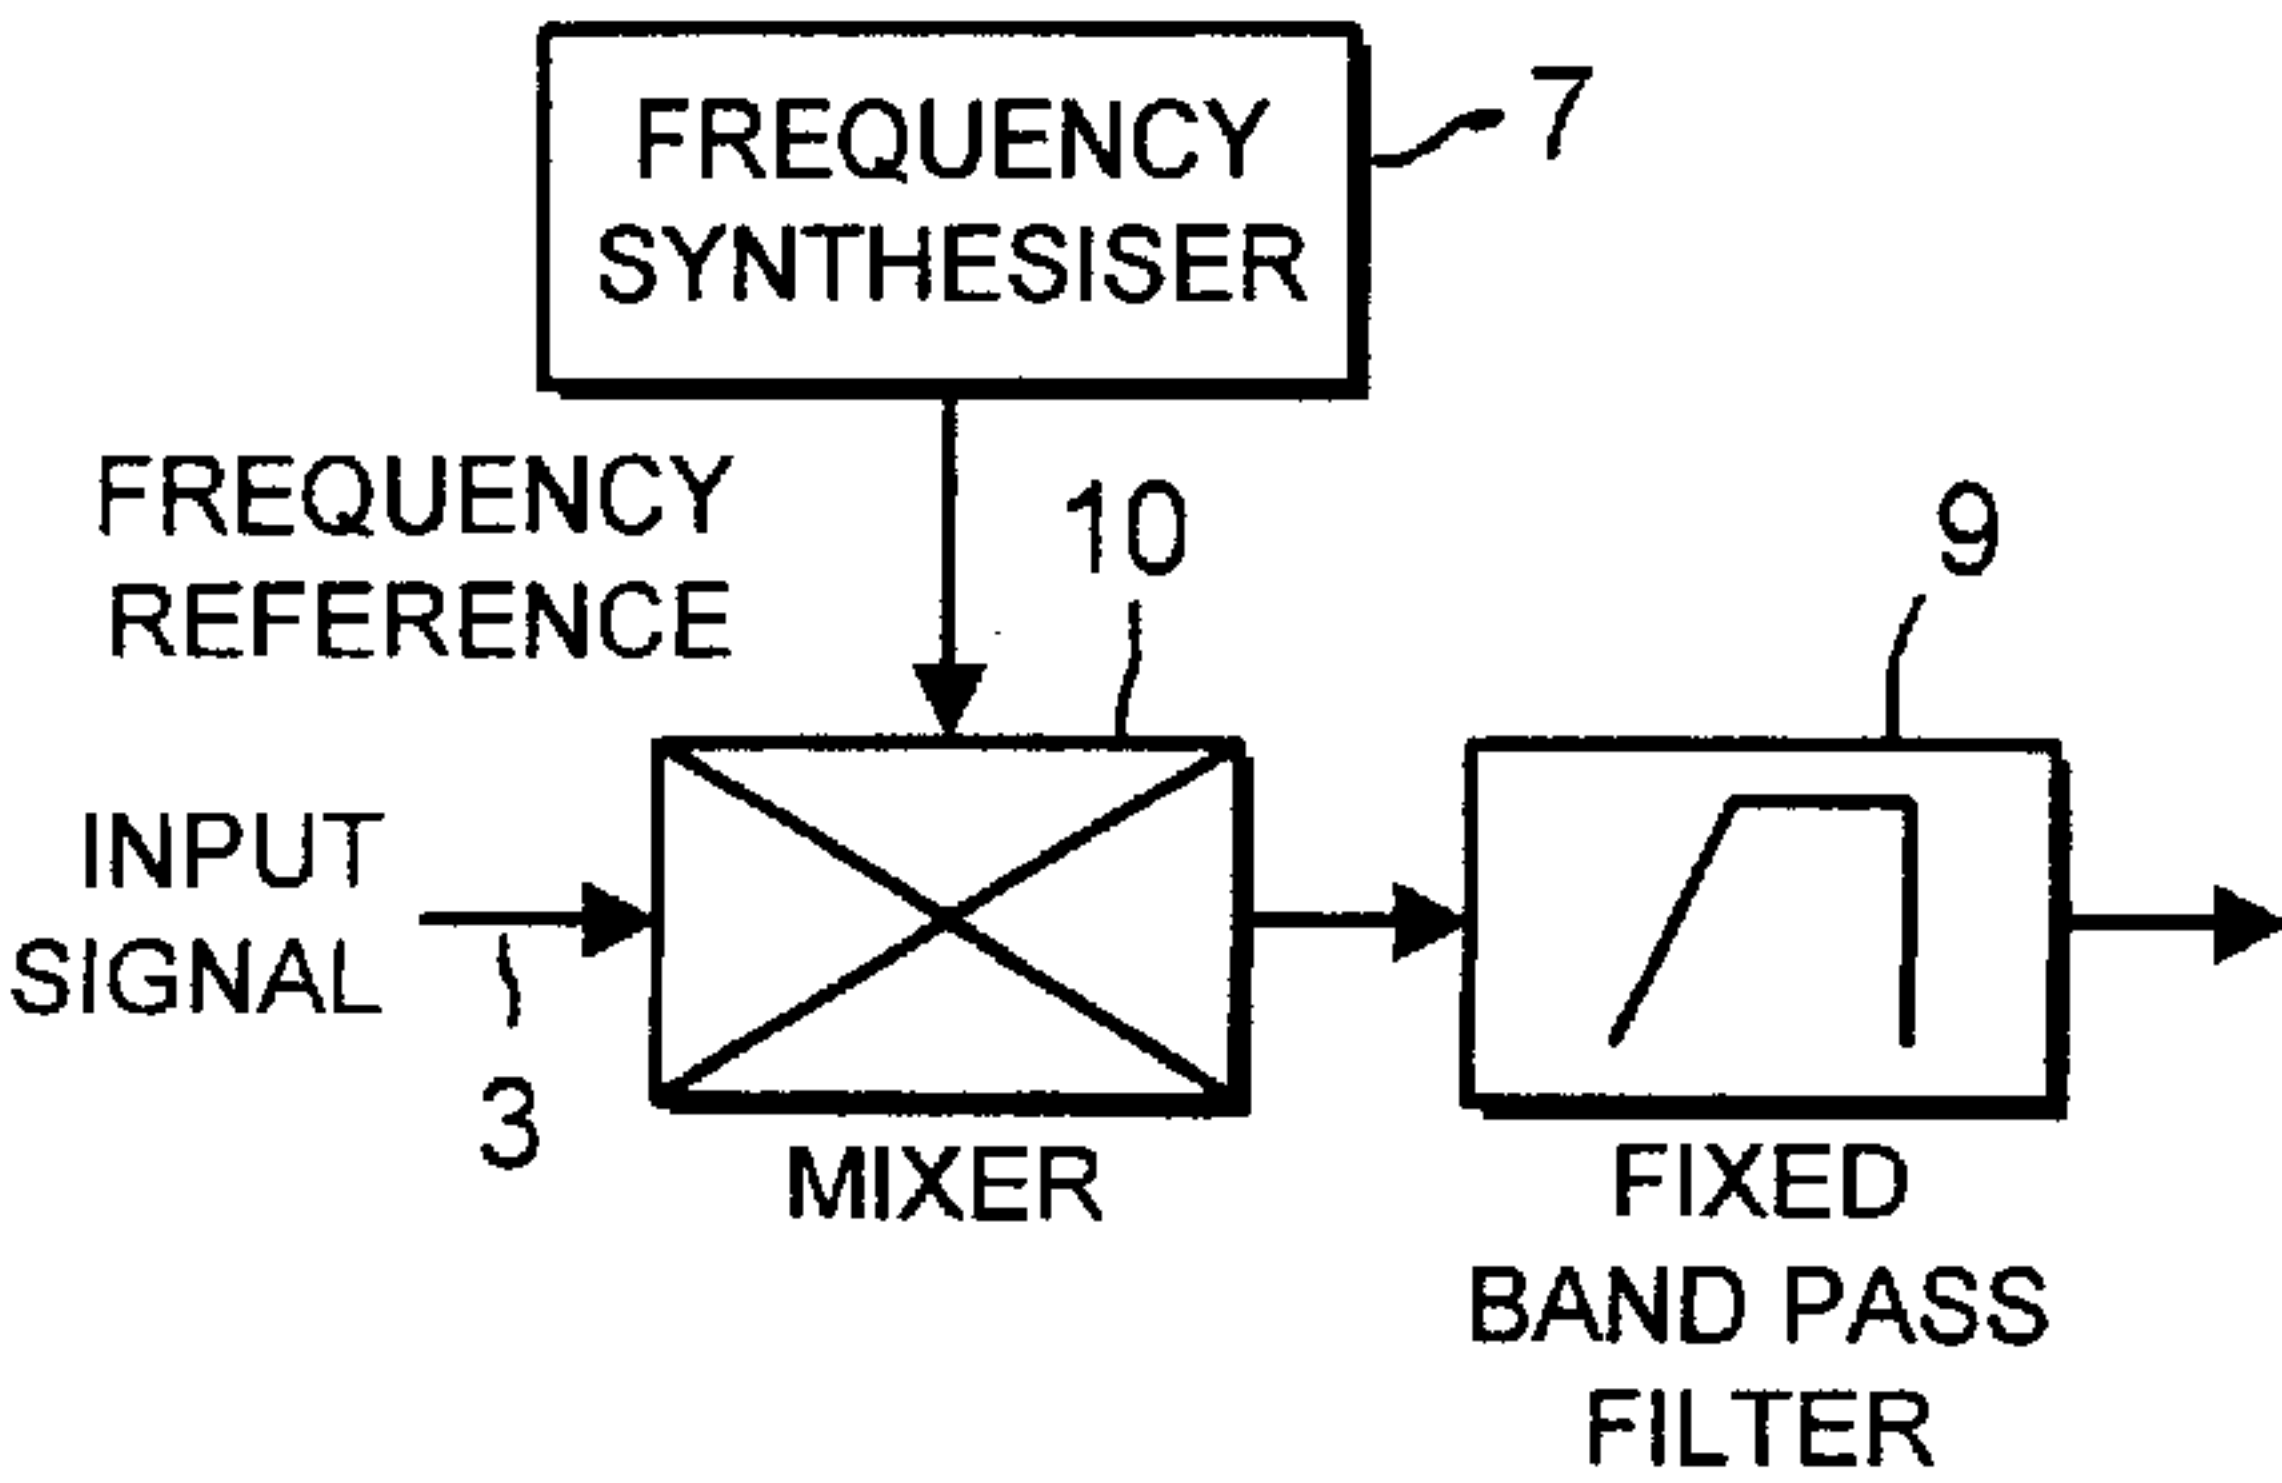 FREQUENCY
SYNTHESISER
7
FREQUENCY
REFERENCE
10
9
INPUT
SIGNAL
3
MIXER
FIXED
BAND PASS
FILTER